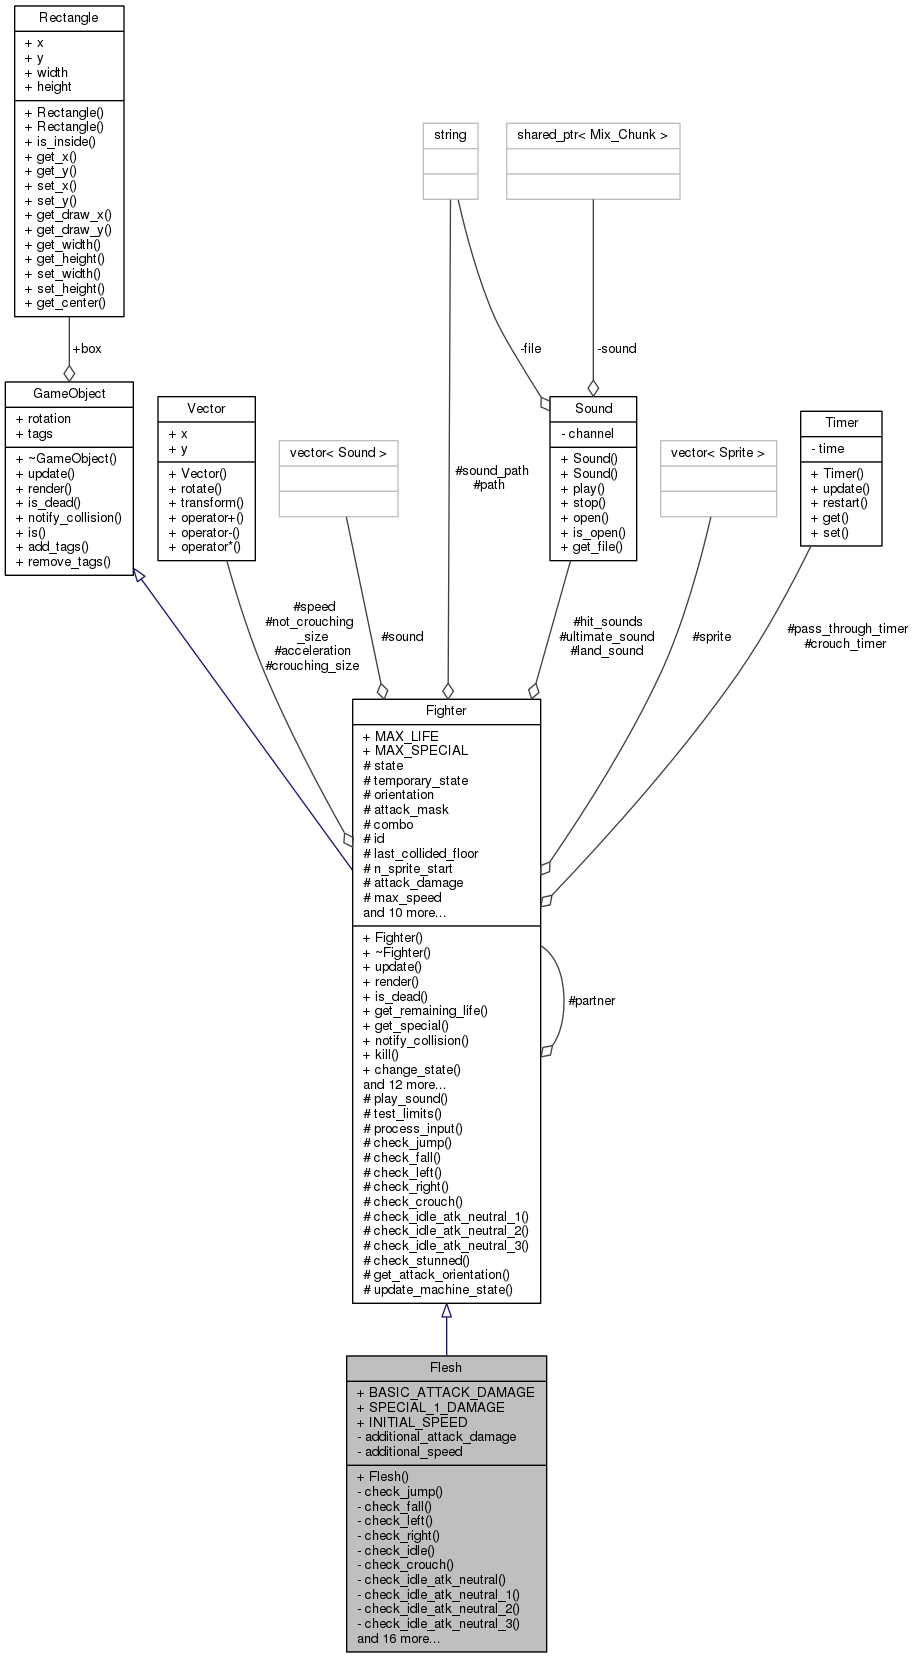 Rectangle
+ x
+ y
+ width
+ height
+ Rectangle()
+ Rectangle()
+ is_inside()
+ get_x()
+ get_y()
+ set_x()
+ set_y()
+ get_draw_x()
+ get_draw_y()
+ get_width()
+ get_height()
+ set_width()
+ set_height()
+ get_center()
+box
string
shared_ptr< Mix_Chunk >
-file
-sound
GameObject
+ rotation
+ tags
+ ~GameObject()
+ update()
+ render()
+ is_dead()
+ notify_collision()
+ is()
+ add_tags()
+ remove_tags()
Vector
+ x
+ y
+ Vector()
+ rotate()
+ transform()
+ operator+()
+ operator-()
+ operator*()
vector< Sound >
#sound_path
#path
Sound
- channel
+ Sound()
+ Sound()
+ play()
+ stop()
+ open()
+ is_open()
+ get_file()
vector< Sprite >
Timer
- time
+ Timer()
+ update()
+ restart()
+ get()
+ set()
#speed
#not_crouching
_size
#acceleration
#crouching_size
#sound
#hit_sounds
#ultimate_sound
#land_sound
#sprite
#pass_through_timer
#crouch_timer
Fighter
+ MAX_LIFE
+ MAX_SPECIAL
# state
# temporary_state
# orientation
# attack_mask
# combo
# id
# last_collided_floor
# n_sprite_start
# attack_damage
# max_speed
and 10 more...
+ Fighter()
+ ~Fighter()
+ update()
+ render()
+ is_dead()
+ get_remaining_life()
+ get_special()
+ notify_collision()
+ kill()
+ change_state()
and 12 more...
# play_sound()
# test_limits()
# process_input()
# check_jump()
# check_fall()
# check_left()
# check_right()
# check_crouch()
# check_idle_atk_neutral_1()
# check_idle_atk_neutral_2()
# check_idle_atk_neutral_3()
# check_stunned()
# get_attack_orientation()
# update_machine_state()
#partner
Flesh
+ BASIC_ATTACK_DAMAGE
+ SPECIAL_1_DAMAGE
+ INITIAL_SPEED
- additional_attack_damage
- additional_speed
+ Flesh()
- check_jump()
- check_fall()
- check_left()
- check_right()
- check_idle()
- check_crouch()
- check_idle_atk_neutral()
- check_idle_atk_neutral_1()
- check_idle_atk_neutral_2()
- check_idle_atk_neutral_3()
and 16 more...